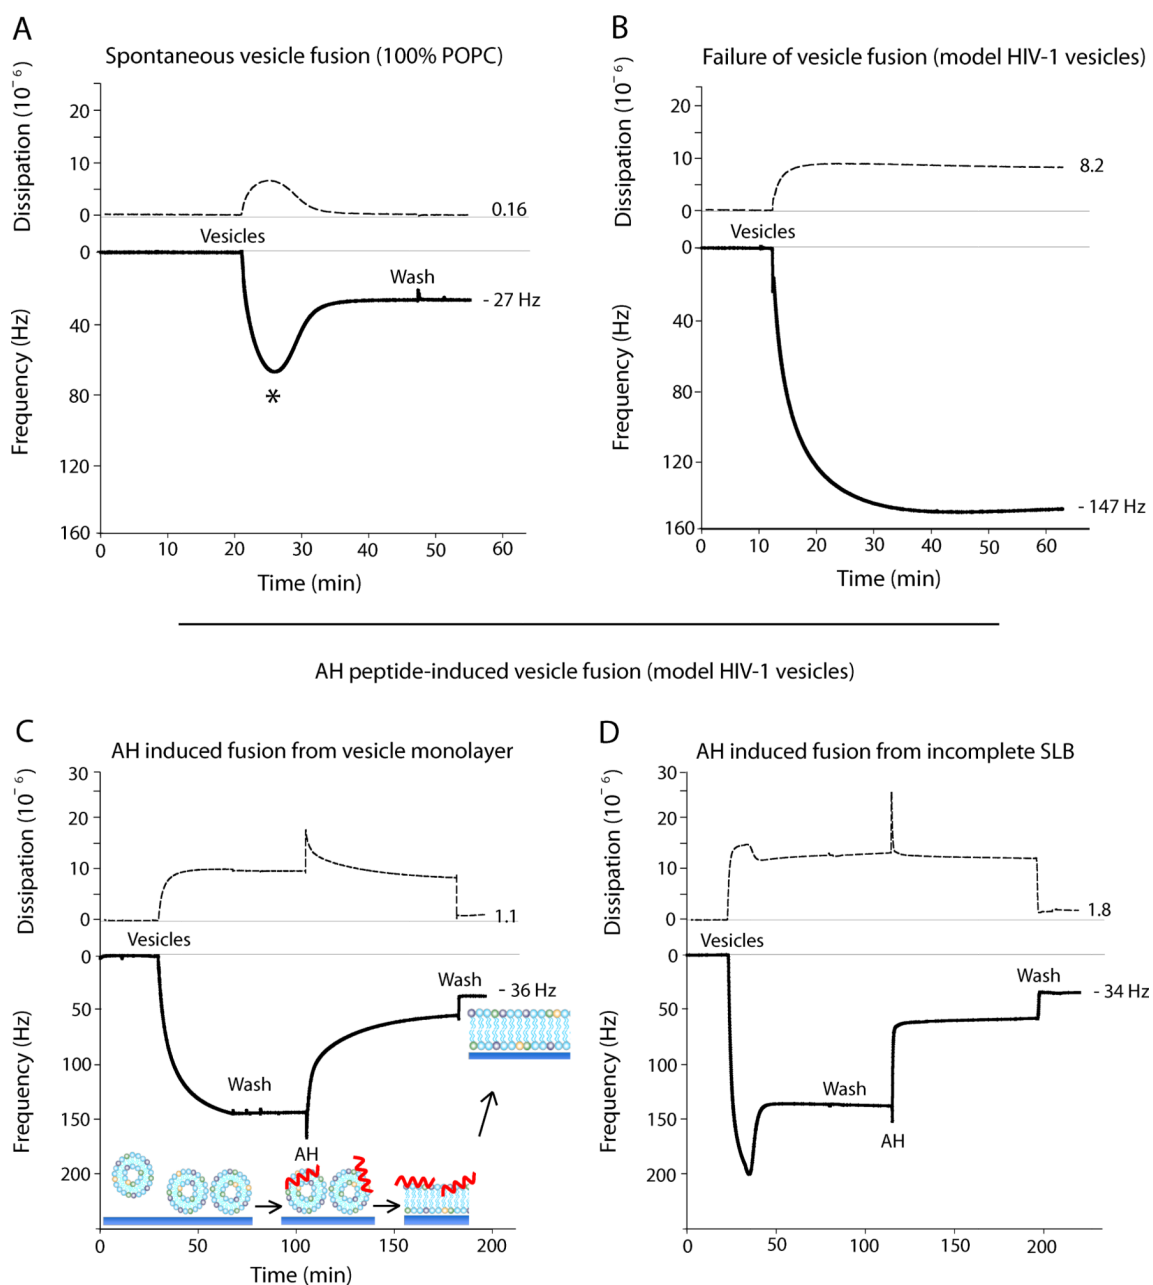 A
Spontaneous vesicle fusion (100% POPC)
Dissipation (10⁻⁶)
20
10
0
0.16
Vesicles
0
Wash
- 27 Hz
40
*
80
120
160
Frequency (Hz)
0 10 20 30 40 50 60
Time (min)
B
Failure of vesicle fusion (model HIV-1 vesicles)
Dissipation (10⁻⁶)
20
10
0
8.2
Vesicles
0
40
80
120
- 147 Hz
160
Frequency (Hz)
0 10 20 30 40 50 60
Time (min)
AH peptide-induced vesicle fusion (model HIV-1 vesicles)
C
AH induced fusion from vesicle monolayer
Dissipation (10⁻⁶)
30
20
10
0
1.1
Vesicles
0
Wash
- 36 Hz
50
100
Wash
150
AH
200
Frequency (Hz)
0 50 100 150 200
Time (min)
D
AH induced fusion from incomplete SLB
Dissipation (10⁻⁶)
30
20
10
0
1.8
Vesicles
0
Wash
- 34 Hz
50
100
Wash
150
AH
200
Frequency (Hz)
0 50 100 150 200